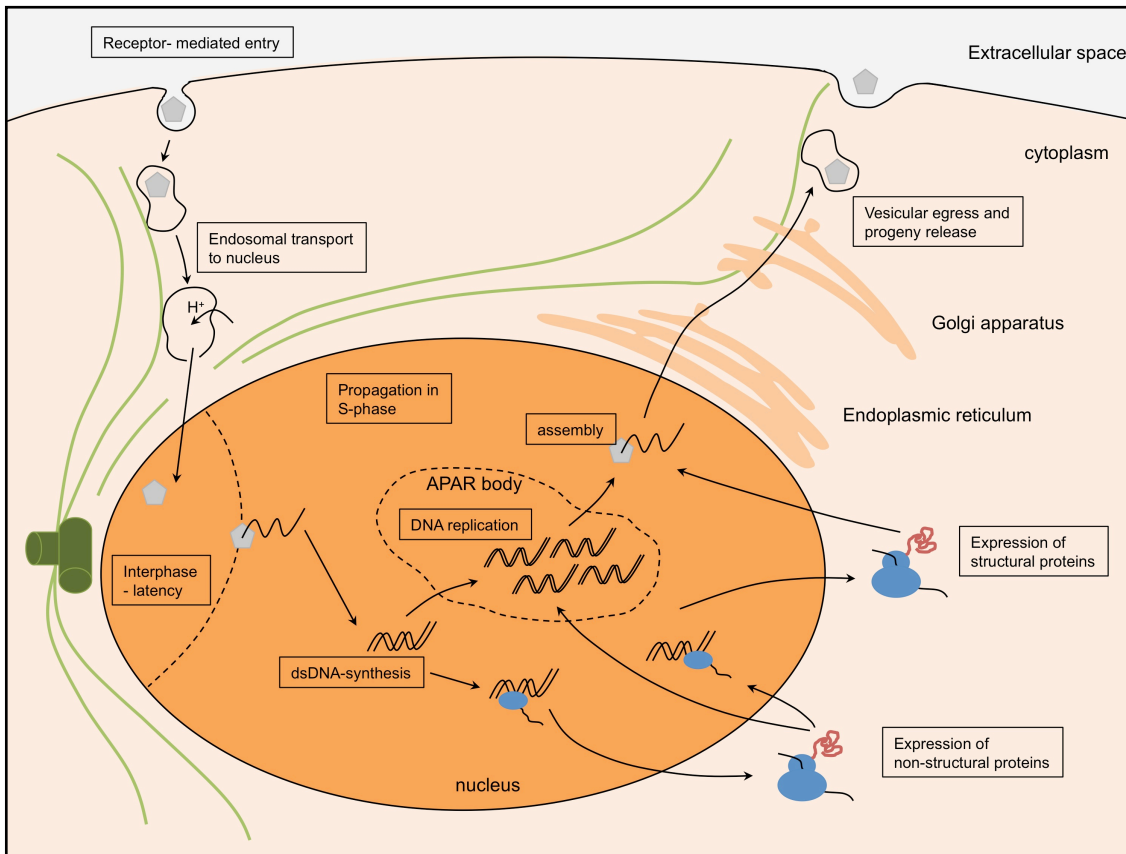 Receptor- mediated entry
Extracellular space
cytoplasm
Vesicular egress and
progeny release
Endosomal transport
to nucleus
H⁺
Golgi apparatus
Propagation in
S-phase
Endoplasmic reticulum
assembly
APAR body
DNA replication
Expression of
structural proteins
Interphase
- latency
dsDNA-synthesis
Expression of
non-structural proteins
nucleus